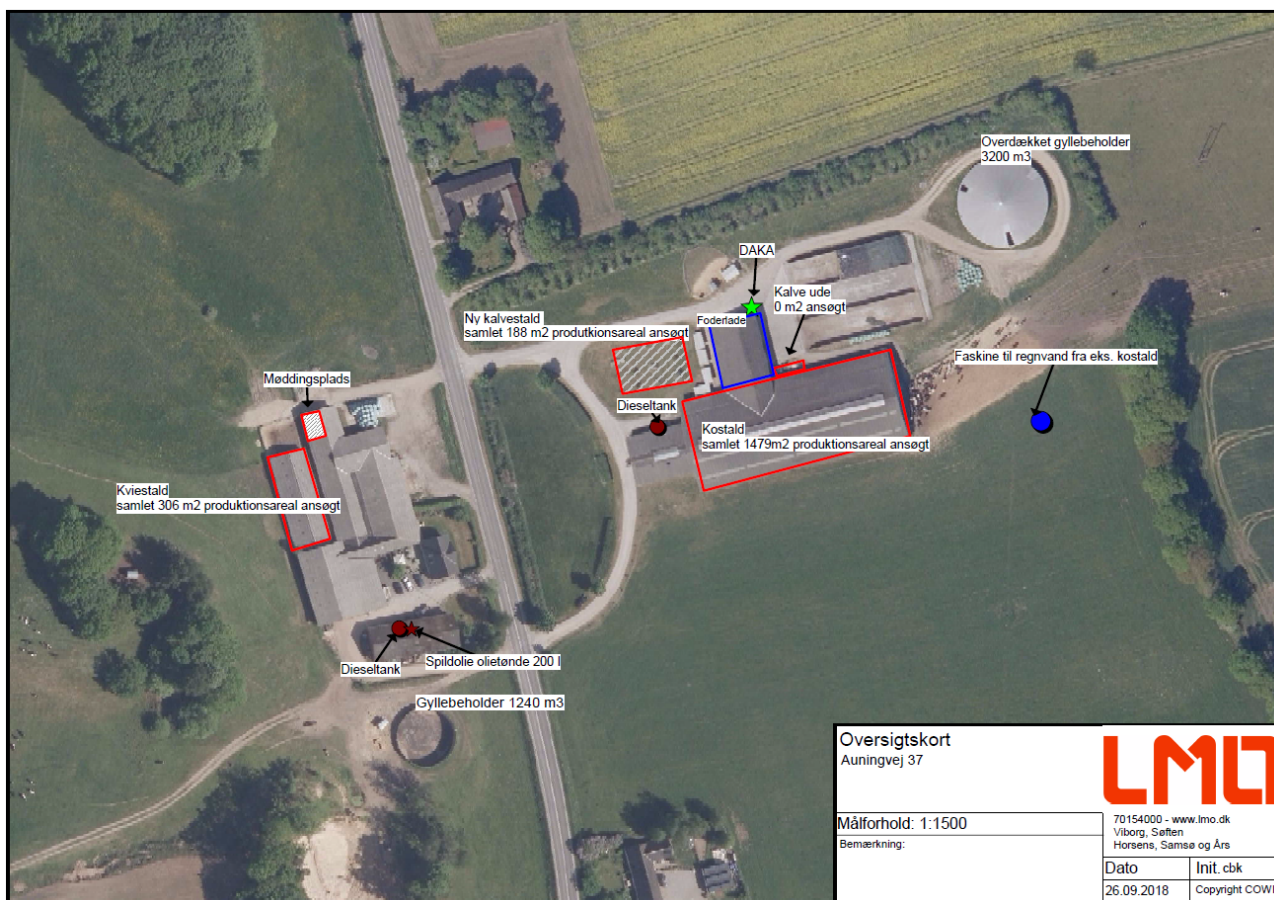 Overdækket gyllebeholder
3200 m3
DAKA
Kalve ude
0 m2 ansøgt
Ny kalvestald
samlet 188 m2 produtkionsareal ansøgt
Foderlade
Faskine til regnvand fra eks. kostald
Møddingsplads
Dieseltank
Kostald
samlet 1479m2 produktionsareal ansøgt
Kviestald
samlet 306 m2 produktionsareal ansøgt
Dieseltank
Spildolie olietønde 200 l
Gyllebeholder 1240 m3
Oversigtskort
Auningvej 37
Målforhold: 1:1500
Bemærkning:
LMO
70154000 - www.lmo.dk
Viborg, Søften
Horsens, Samsø og Års
Dato
Init. cbk
26.09.2018
Copyright COWI